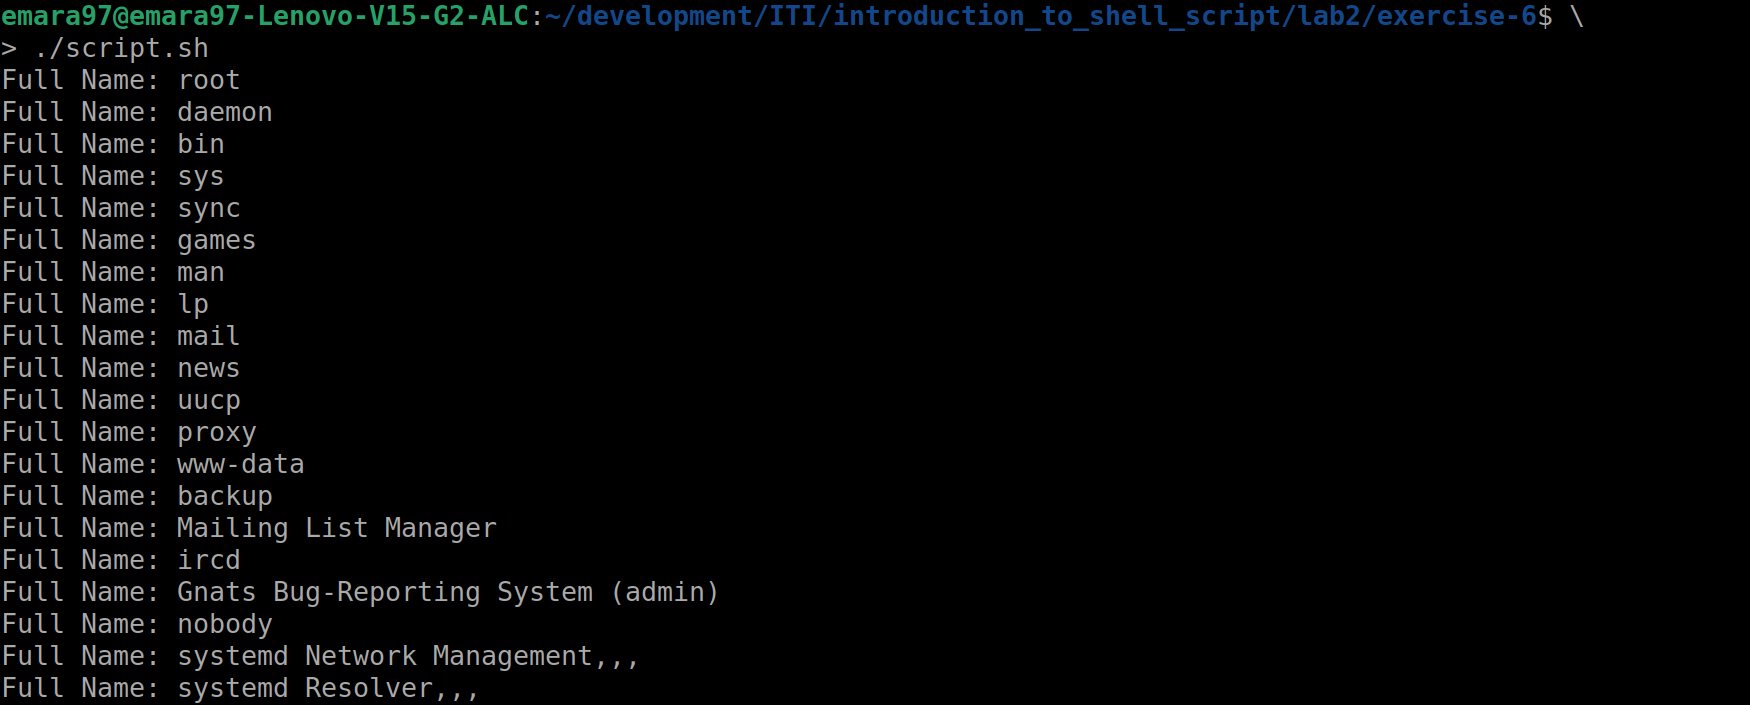 emara97@emara97-Lenovo-V15-G2-ALC:~/development/ITI/introduction_to_shell_script/lab2/exercise-6$ \
> ./script.sh
Full Name: root
Full Name: daemon
Full Name: bin
Full Name: sys
Full Name: sync
Full Name: games
Full Name: man
Full Name: lp
Full Name: mail
Full Name: news
Full Name: uucp
Full Name: proxy
Full Name: www-data
Full Name: backup
Full Name: Mailing List Manager
Full Name: ircd
Full Name: Gnats Bug-Reporting System (admin)
Full Name: nobody
Full Name: systemd Network Management,,,
Full Name: systemd Resolver,,,